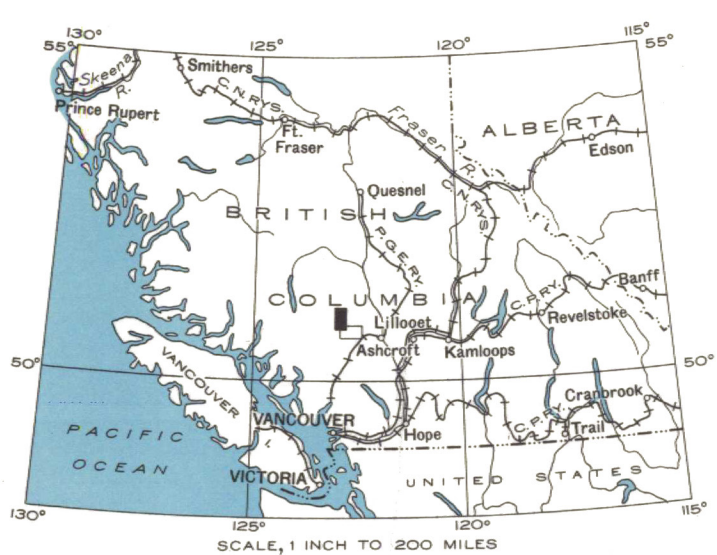 130°
125°
120°
115°
55°
55°
Skeena
R.
Smithers
C.N.RYS.
Prince Rupert
Ft.
Fraser
Fraser R.
ALBERTA
Edson
Quesnel
C.N.RYS
BRITISH
P.G.E.RY.
COLUMBIA
Banff
C.P.RY.
Revelstoke
Lillooet
Ashcroft
Kamloops
50°
50°
VANCOUVER
I.
Cranbrook
VANCOUVER
C.P.RY.
Trail
Hope
PACIFIC
OCEAN
VICTORIA
UNITED STATES
130°
125°
120°
115°
SCALE, 1 INCH TO 200 MILES